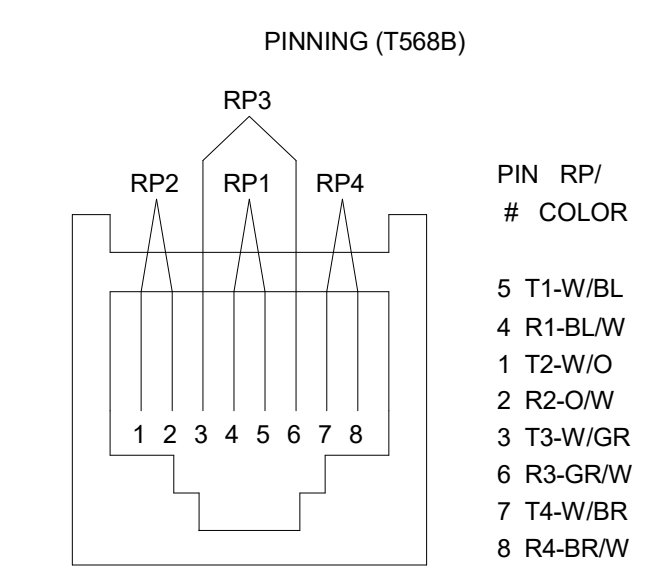 PINNING (T568B)
RP3
RP2 RP1 RP4
1 2 3 4 5 6 7 8
PIN RP/
# COLOR
5 T1-W/BL
4 R1-BL/W
1 T2-W/O
2 R2-O/W
3 T3-W/GR
6 R3-GR/W
7 T4-W/BR
8 R4-BR/W